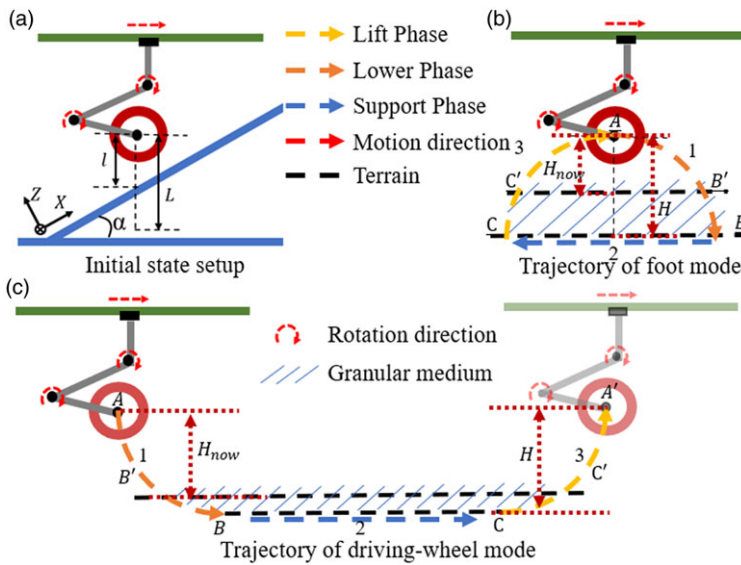 (a)
l
L
Z
X
α
Initial state setup
Lift Phase
Lower Phase
Support Phase
Motion direction
Terrain
(b)
A
3
1
H_now
C′
B′
H
C
B
2
Trajectory of foot mode
(c)
Rotation direction
Granular medium
A
1
H_now
B′
B
2
A′
H
3
C′
C
Trajectory of driving-wheel mode